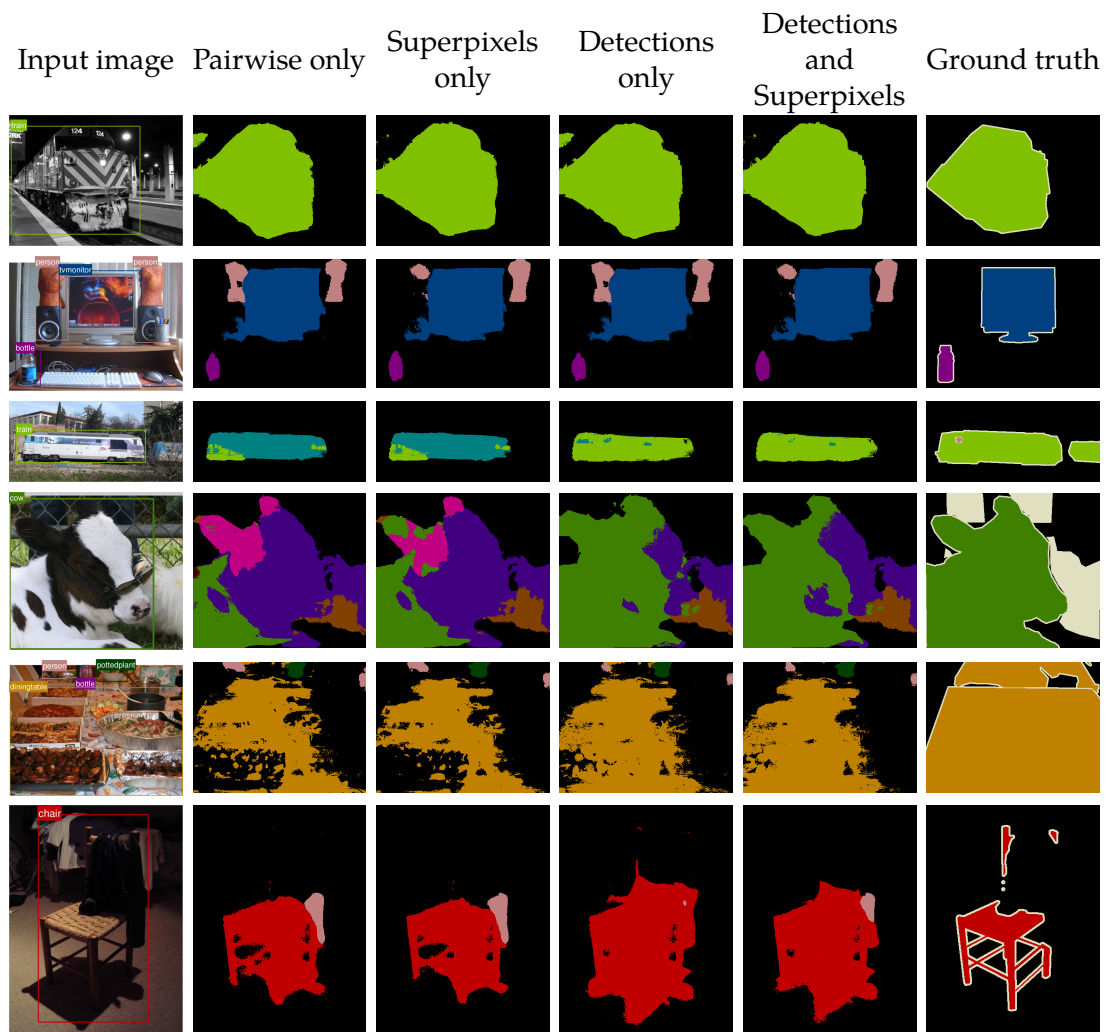 Input image
Pairwise only
Superpixels
only
Detections
only
Detections
and
Superpixels
Ground truth
train
124
124
person
tvmonitor
person
bottle
train
cow
person
pottedplant
bottle
diningtable
chair